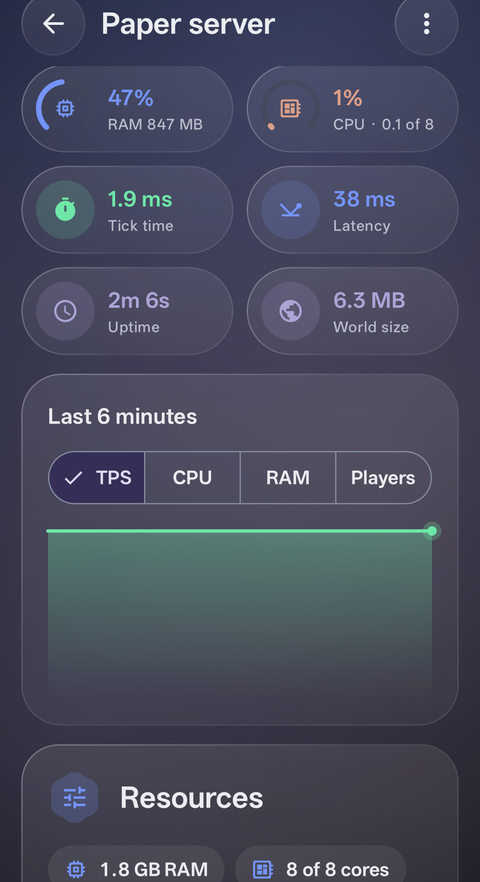 Paper server
47%
RAM 847 MB
1%
CPU · 0.1 of 8
1.9 ms
Tick time
38 ms
Latency
2m 6s
Uptime
6.3 MB
World size
Last 6 minutes
TPS
CPU
RAM
Players
Resources
1.8 GB RAM
8 of 8 cores